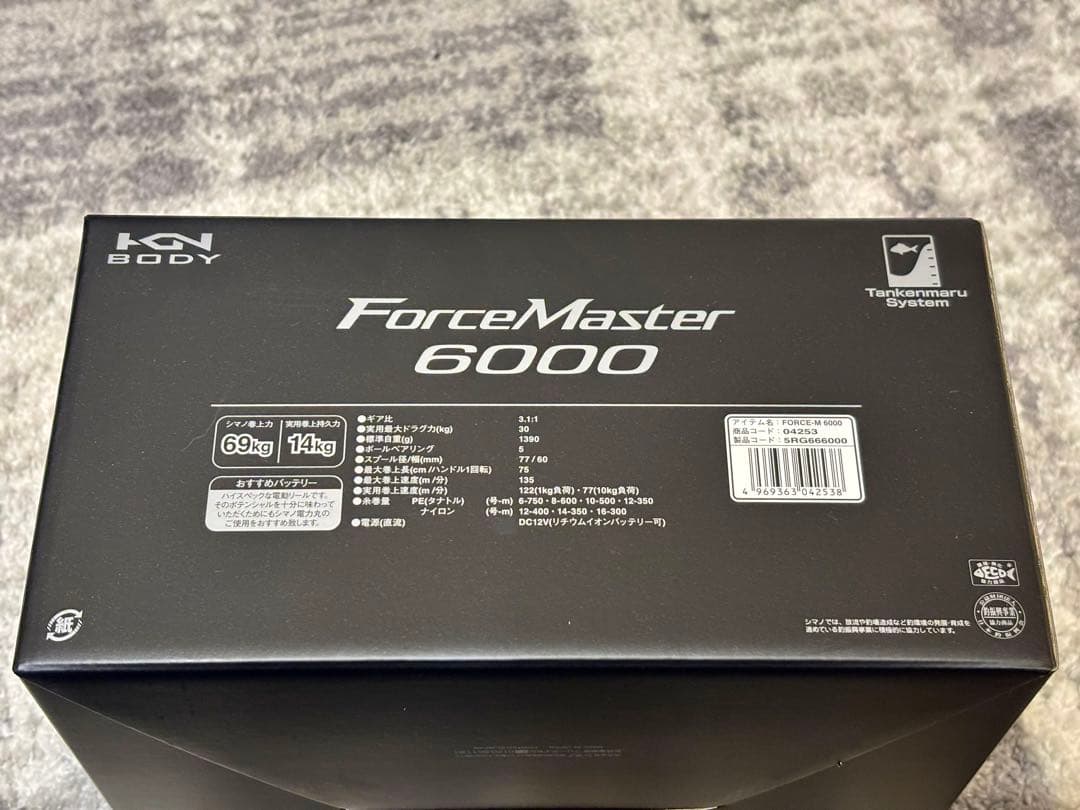 HGN
BODY
Tankenmaru
System
ForceMaster
6000
シマノ巻上力
69kg
実用巻上持久力
14kg
おすすめバッテリー
ハイスペックな電動リールです。
そのポテンシャルを十分に味わって
いただくためにもシマノ電力丸の
ご使用をおすすめ致します。
●ギア比 3.1:1
●実用最大ドラグ力(kg) 30
●標準自重(g) 1390
●ボールベアリング 5
●スプール径/幅(mm) 77/60
●最大巻上長(cm/ハンドル1回転) 75
●最大巻上速度(m/分) 135
●実用巻上速度(m/分) 122(1kg負荷)・77(10kg負荷)
●糸巻量 PE(タナトル) (号-m) 6-750・8-600・10-500・12-350
ナイロン (号-m) 12-400・14-350・16-300
●電源(直流) DC12V(リチウムイオンバッテリー可)
アイテム名：FORCE-M 6000
商品コード：04253
製品コード：5RG666000
4 969363 042538
紙
釣振興事業
協力商品
シマノでは、放流や釣場造成など釣環境の発展・育成を
進めている釣振興事業に積極的に協力しています。